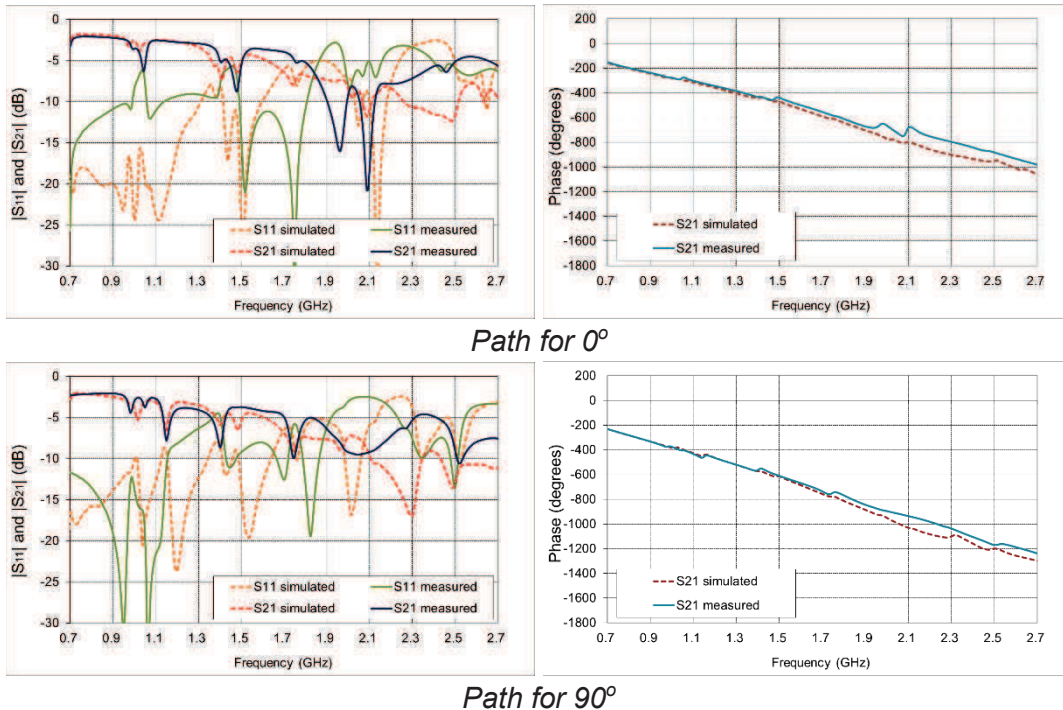 |S11| and |S21| (dB)
0
-5
-10
-15
-20
-25
-30
S11 simulated
S11 measured
S21 simulated
S21 measured
0.7 0.9 1.1 1.3 1.5 1.7 1.9 2.1 2.3 2.5 2.7
Frequency (GHz)
Phase (degrees)
200
0
-200
-400
-600
-800
-1000
-1200
-1400
-1600
-1800
S21 simulated
S21 measured
0.7 0.9 1.1 1.3 1.5 1.7 1.9 2.1 2.3 2.5 2.7
Frequency (GHz)
Path for 0º
|S11| and |S21| (dB)
0
-5
-10
-15
-20
-25
-30
S11 simulated
S11 measured
S21 simulated
S21 measured
0.7 0.9 1.1 1.3 1.5 1.7 1.9 2.1 2.3 2.5 2.7
Frequency (GHz)
Phase (degrees)
200
0
-200
-400
-600
-800
-1000
-1200
-1400
-1600
-1800
S21 simulated
S21 measured
0.7 0.9 1.1 1.3 1.5 1.7 1.9 2.1 2.3 2.5 2.7
Frequency (GHz)
Path for 90º